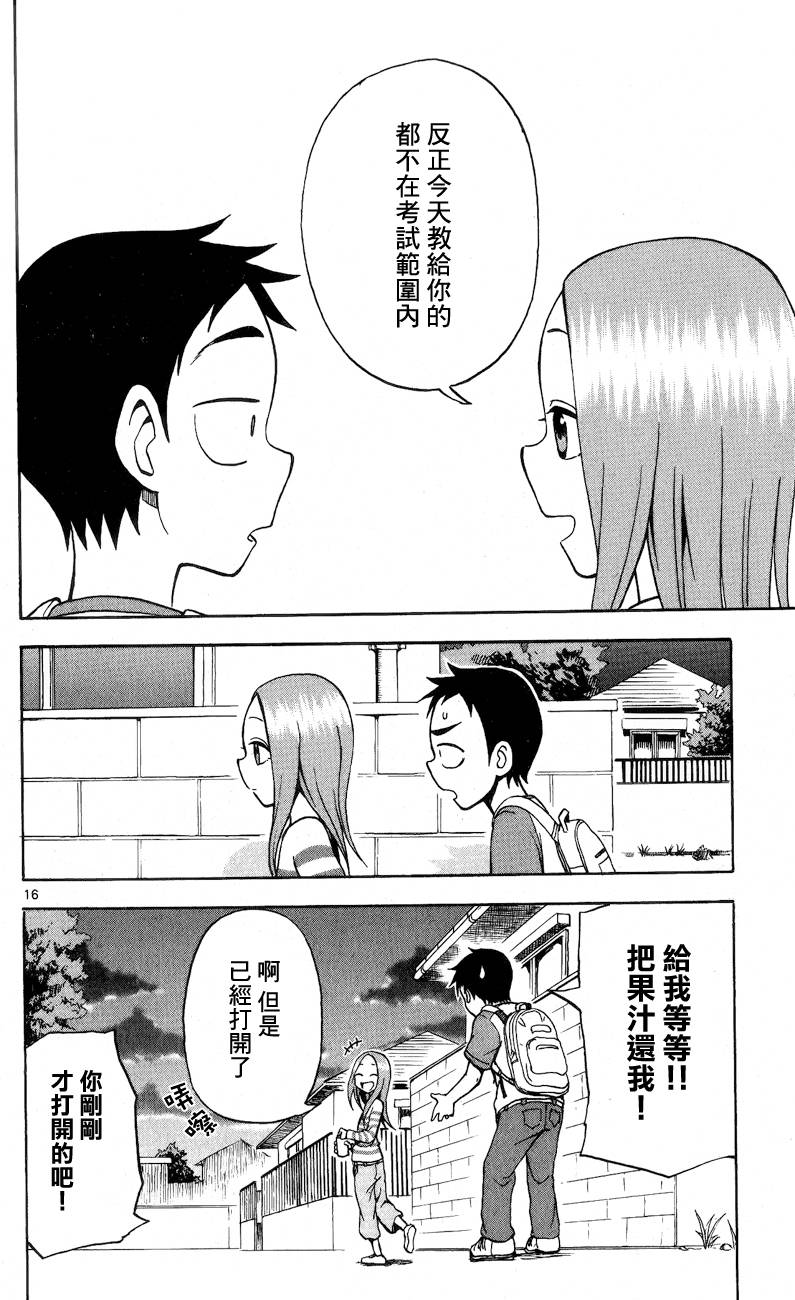 反正今天教給你的
都不在考試範圍內
16
給我等等!!
把果汁還我!
啊 但是
已經打開了
啪嚓
你剛剛
才打開的吧!